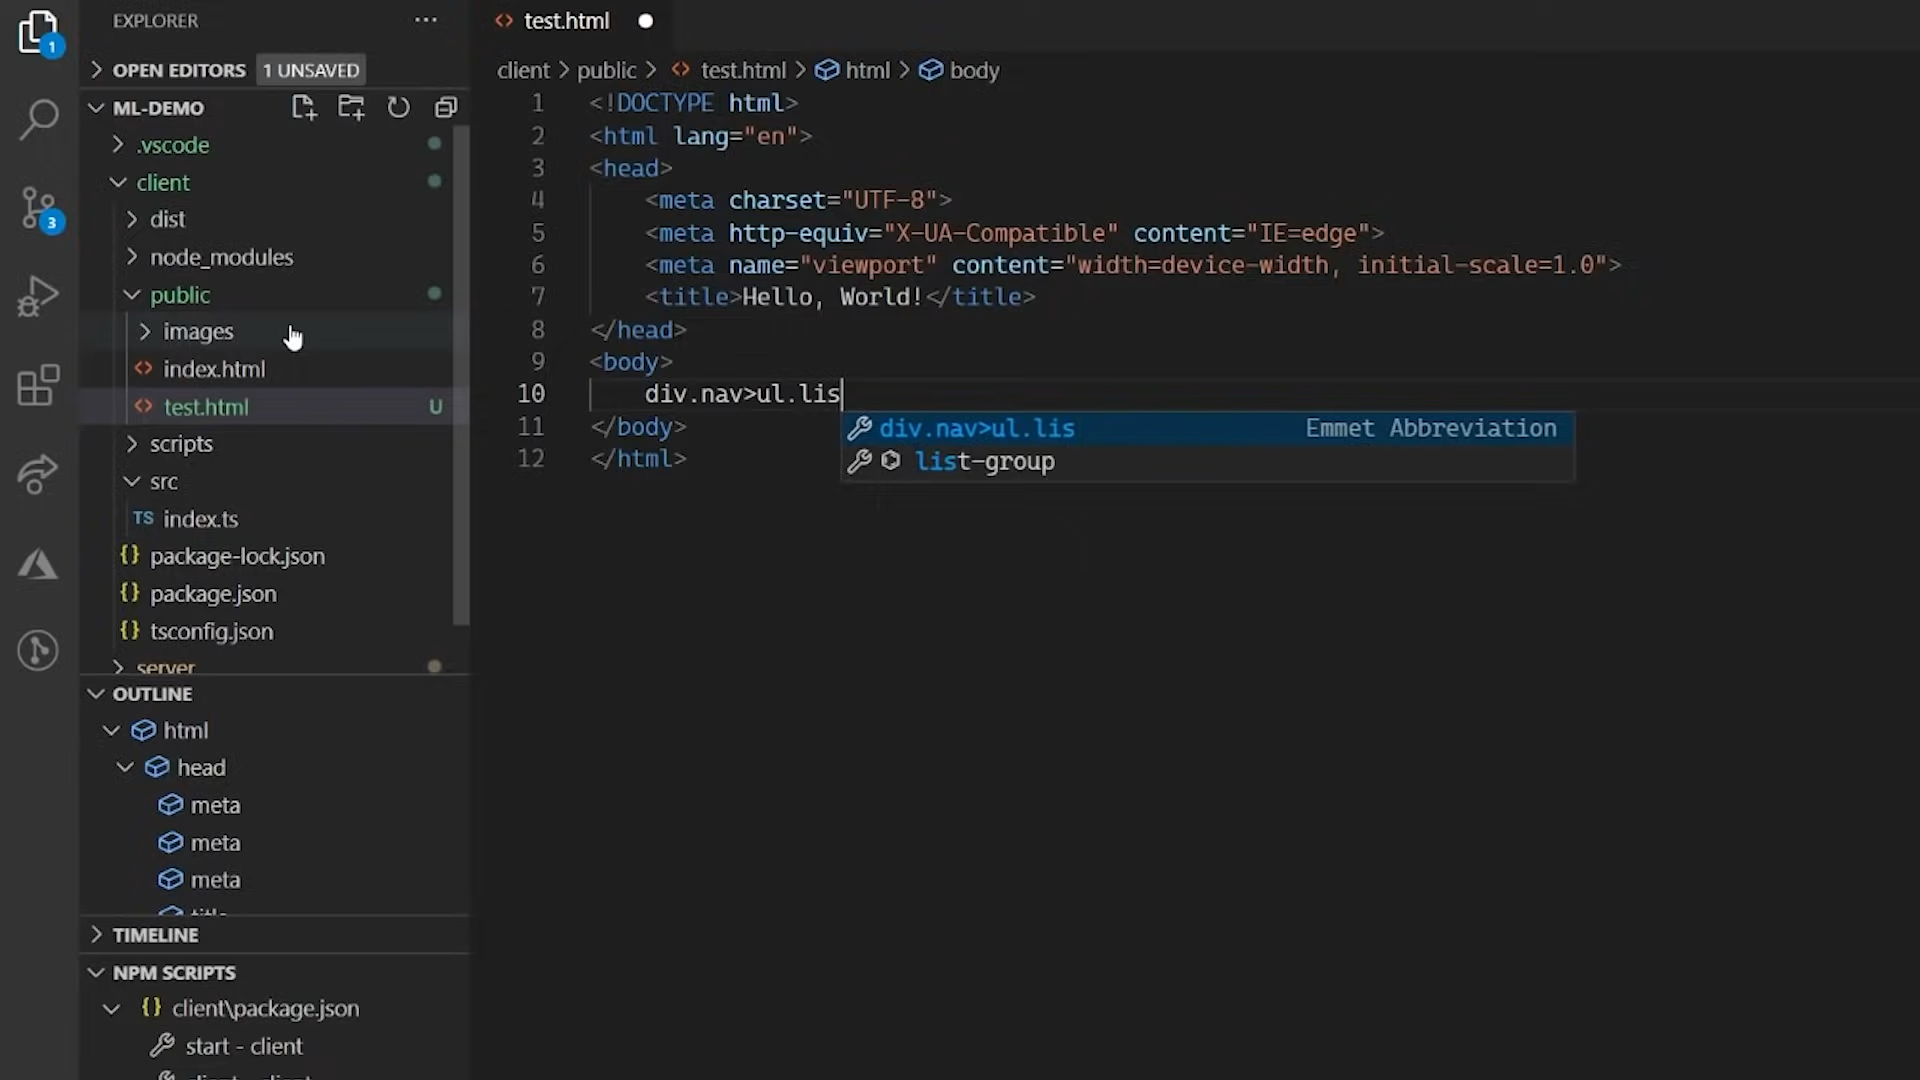 EXPLORER
···
OPEN EDITORS 1 UNSAVED
ML-DEMO
.vscode
client
dist
node_modules
public
images
index.html
test.html U
scripts
src
TS index.ts
{} package-lock.json
{} package.json
{} tsconfig.json
server
OUTLINE
html
head
meta
meta
meta
title
TIMELINE
NPM SCRIPTS
{} client\package.json
start - client
1
3
<> test.html
client > public > <> test.html > html > body
1 <!DOCTYPE html>
2 <html lang="en">
3 <head>
4 <meta charset="UTF-8">
5 <meta http-equiv="X-UA-Compatible" content="IE=edge">
6 <meta name="viewport" content="width=device-width, initial-scale=1.0">
7 <title>Hello, World!</title>
8 </head>
9 <body>
10 div.nav>ul.lis
11 </body>
12 </html>
div.nav>ul.lis Emmet Abbreviation
list-group